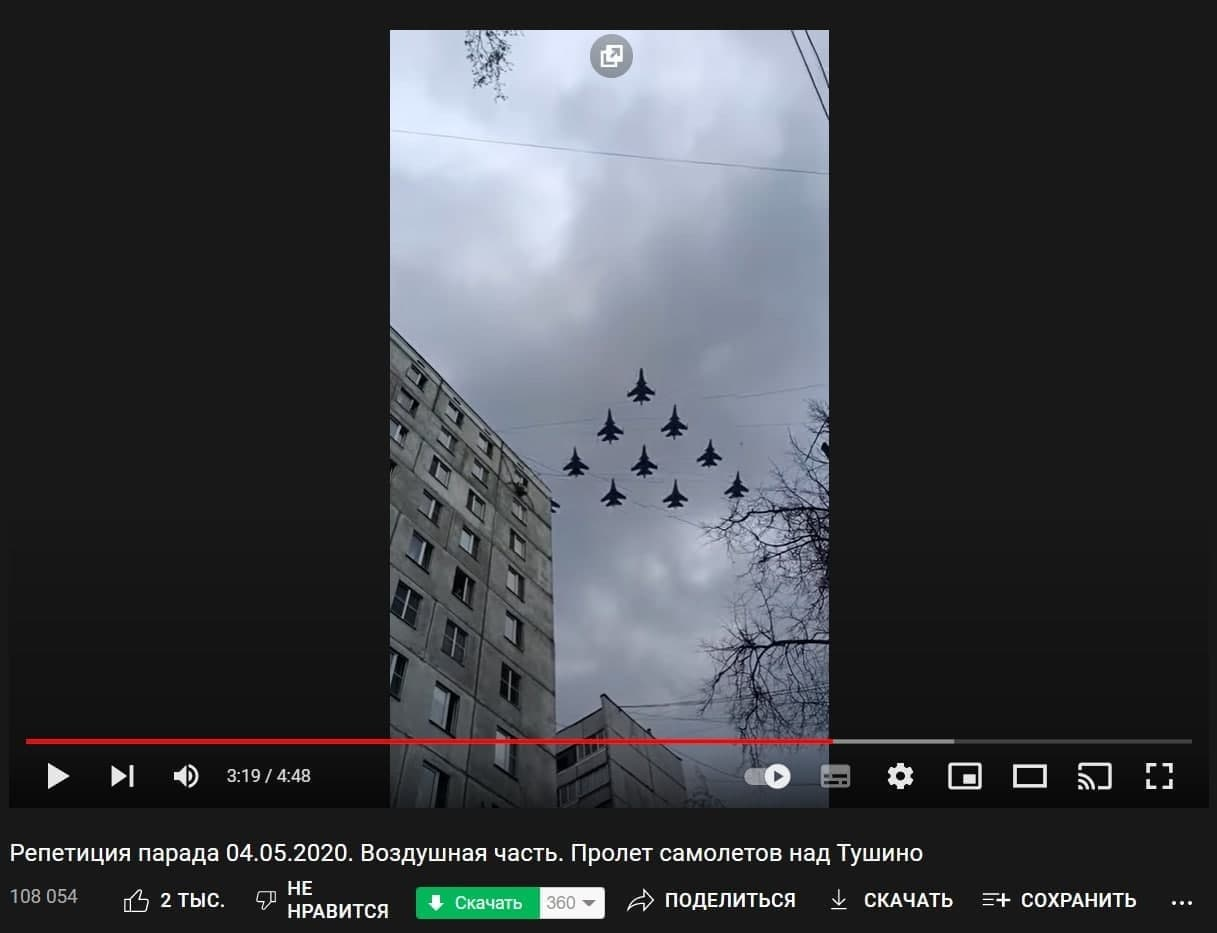 3:19 / 4:48
Репетиция парада 04.05.2020. Воздушная часть. Пролет самолетов над Тушино
108 054
2 ТЫС.
НЕ
НРАВИТСЯ
Скачать 360
ПОДЕЛИТЬСЯ
СКАЧАТЬ
СОХРАНИТЬ